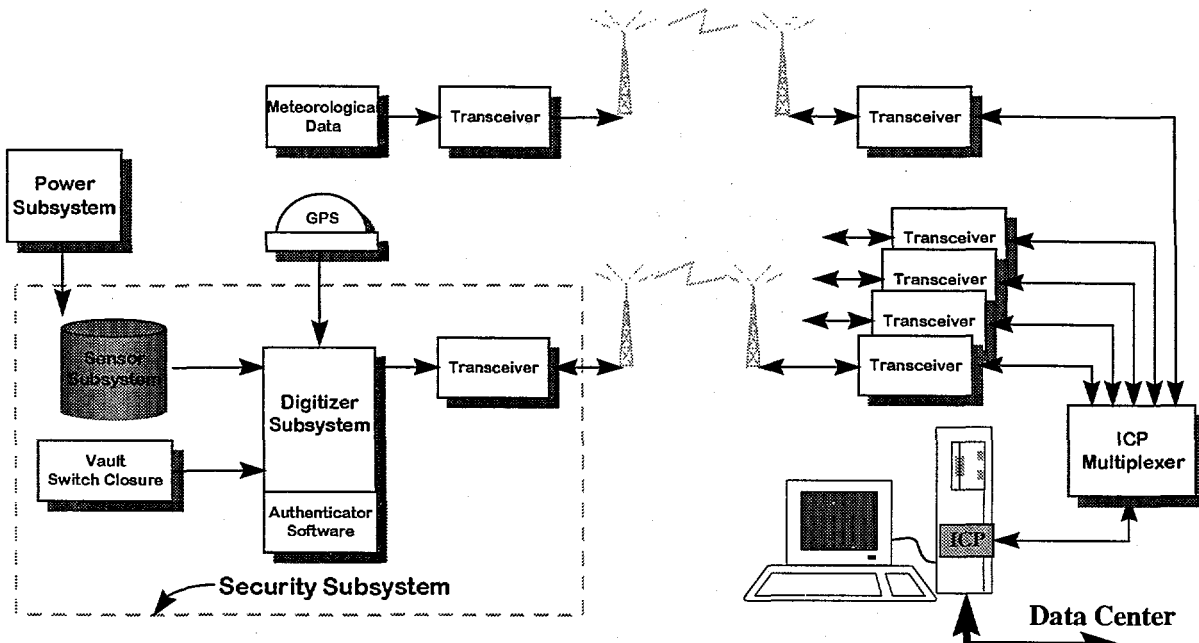 Meteorological
Data
Transceiver
Transceiver
Power
Subsystem
GPS
Transceiver
Transceiver
Transceiver
Transceiver
Sensor
Subsystem
Digitizer
Subsystem
Transceiver
Vault
Switch Closure
Authenticator
Software
ICP
Multiplexer
ICP
Security Subsystem
Data Center